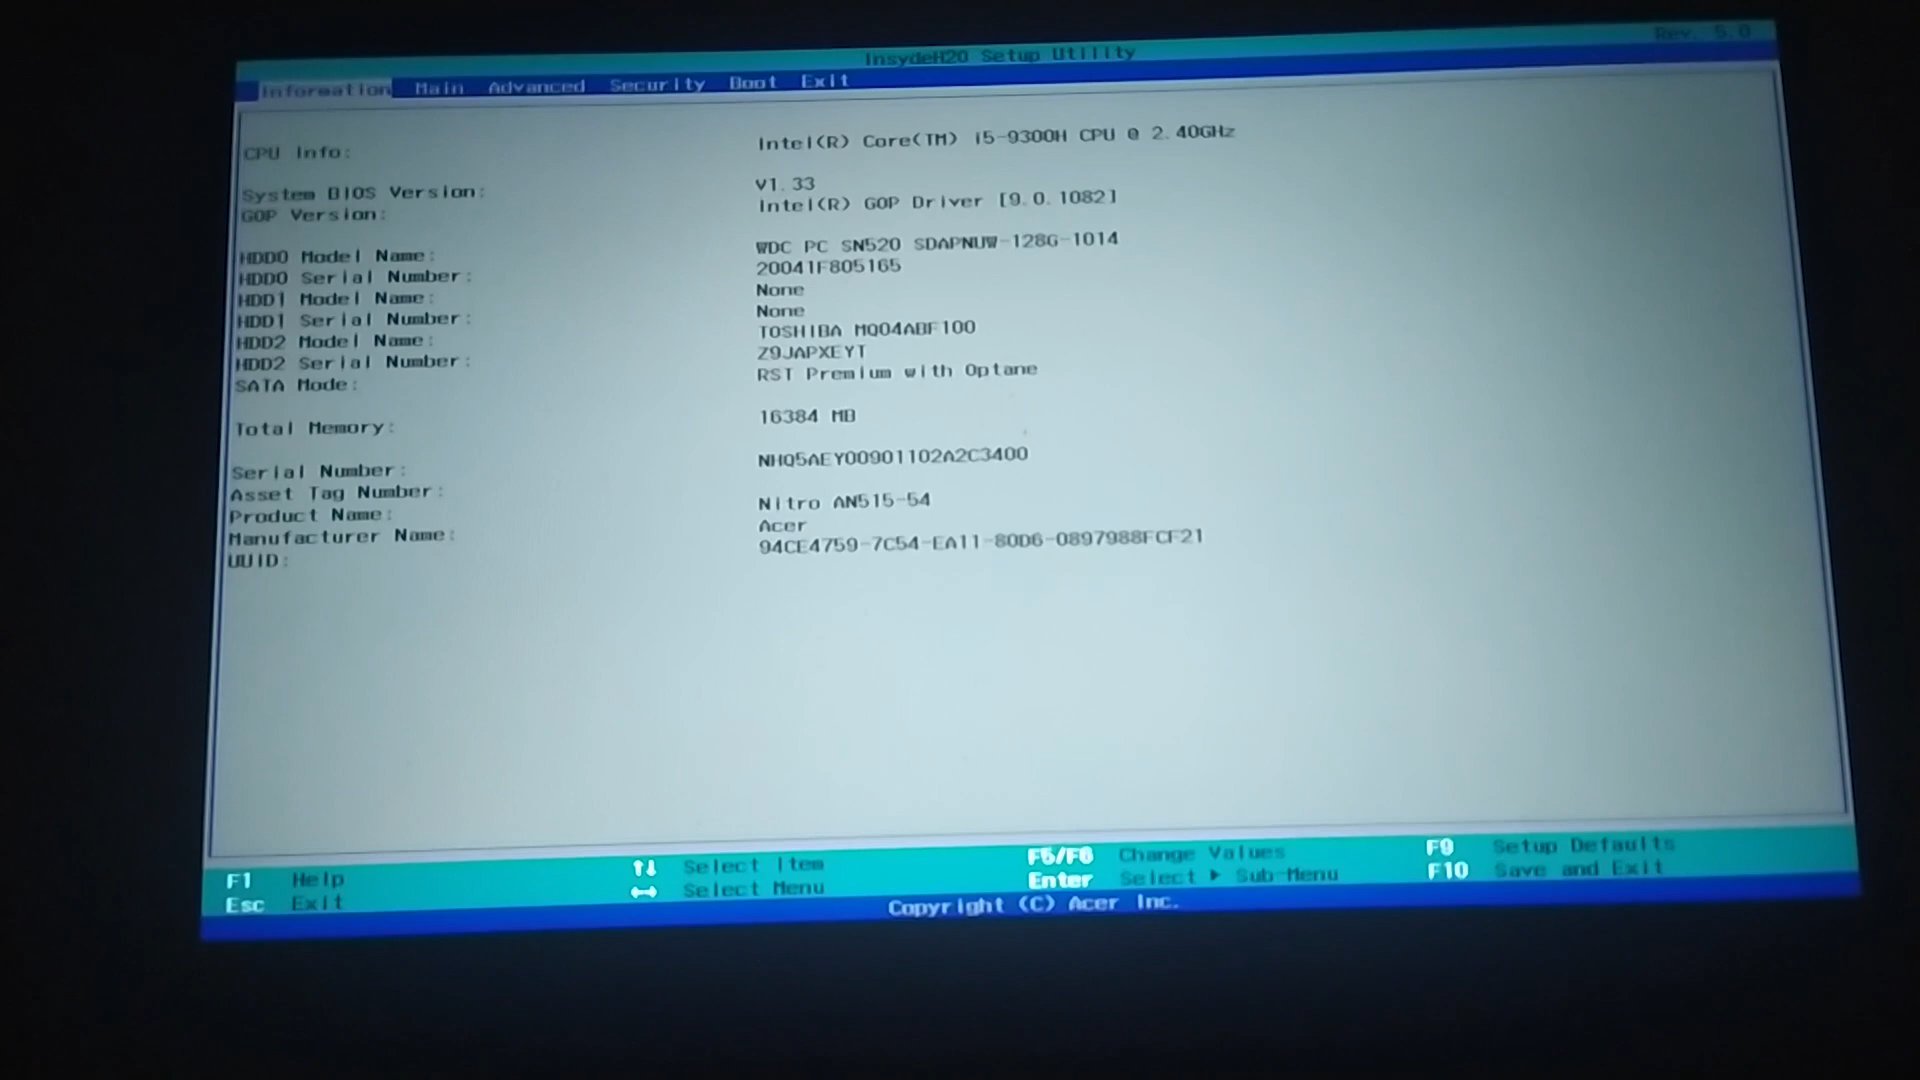 InsydeH20 Setup Utility Rev. 5.0
Information Main Advanced Security Boot Exit
CPU Info: Intel(R) Core(TM) i5-9300H CPU @ 2.40GHz
System BIOS Version: V1.33
GOP Version: Intel(R) GOP Driver [9.0.1082]
HDD0 Model Name: WDC PC SN520 SDAPNUW-128G-1014
HDD0 Serial Number: 20041F805165
HDD1 Model Name: None
HDD1 Serial Number: None
HDD2 Model Name: TOSHIBA MQ04ABF100
HDD2 Serial Number: Z9JAPXEYT
SATA Mode: RST Premium with Optane
Total Memory: 16384 MB
Serial Number: NHQ5AEY00901102A2C3400
Asset Tag Number:
Product Name: Nitro AN515-54
Manufacturer Name: Acer
UUID: 94CE4759-7C54-EA11-80D6-0897988FCF21
F1 Help ↑↓ Select Item F5/F6 Change Values F9 Setup Defaults
Esc Exit ↔ Select Menu Enter Select ▶ Sub-Menu F10 Save and Exit
Copyright (C) Acer Inc.